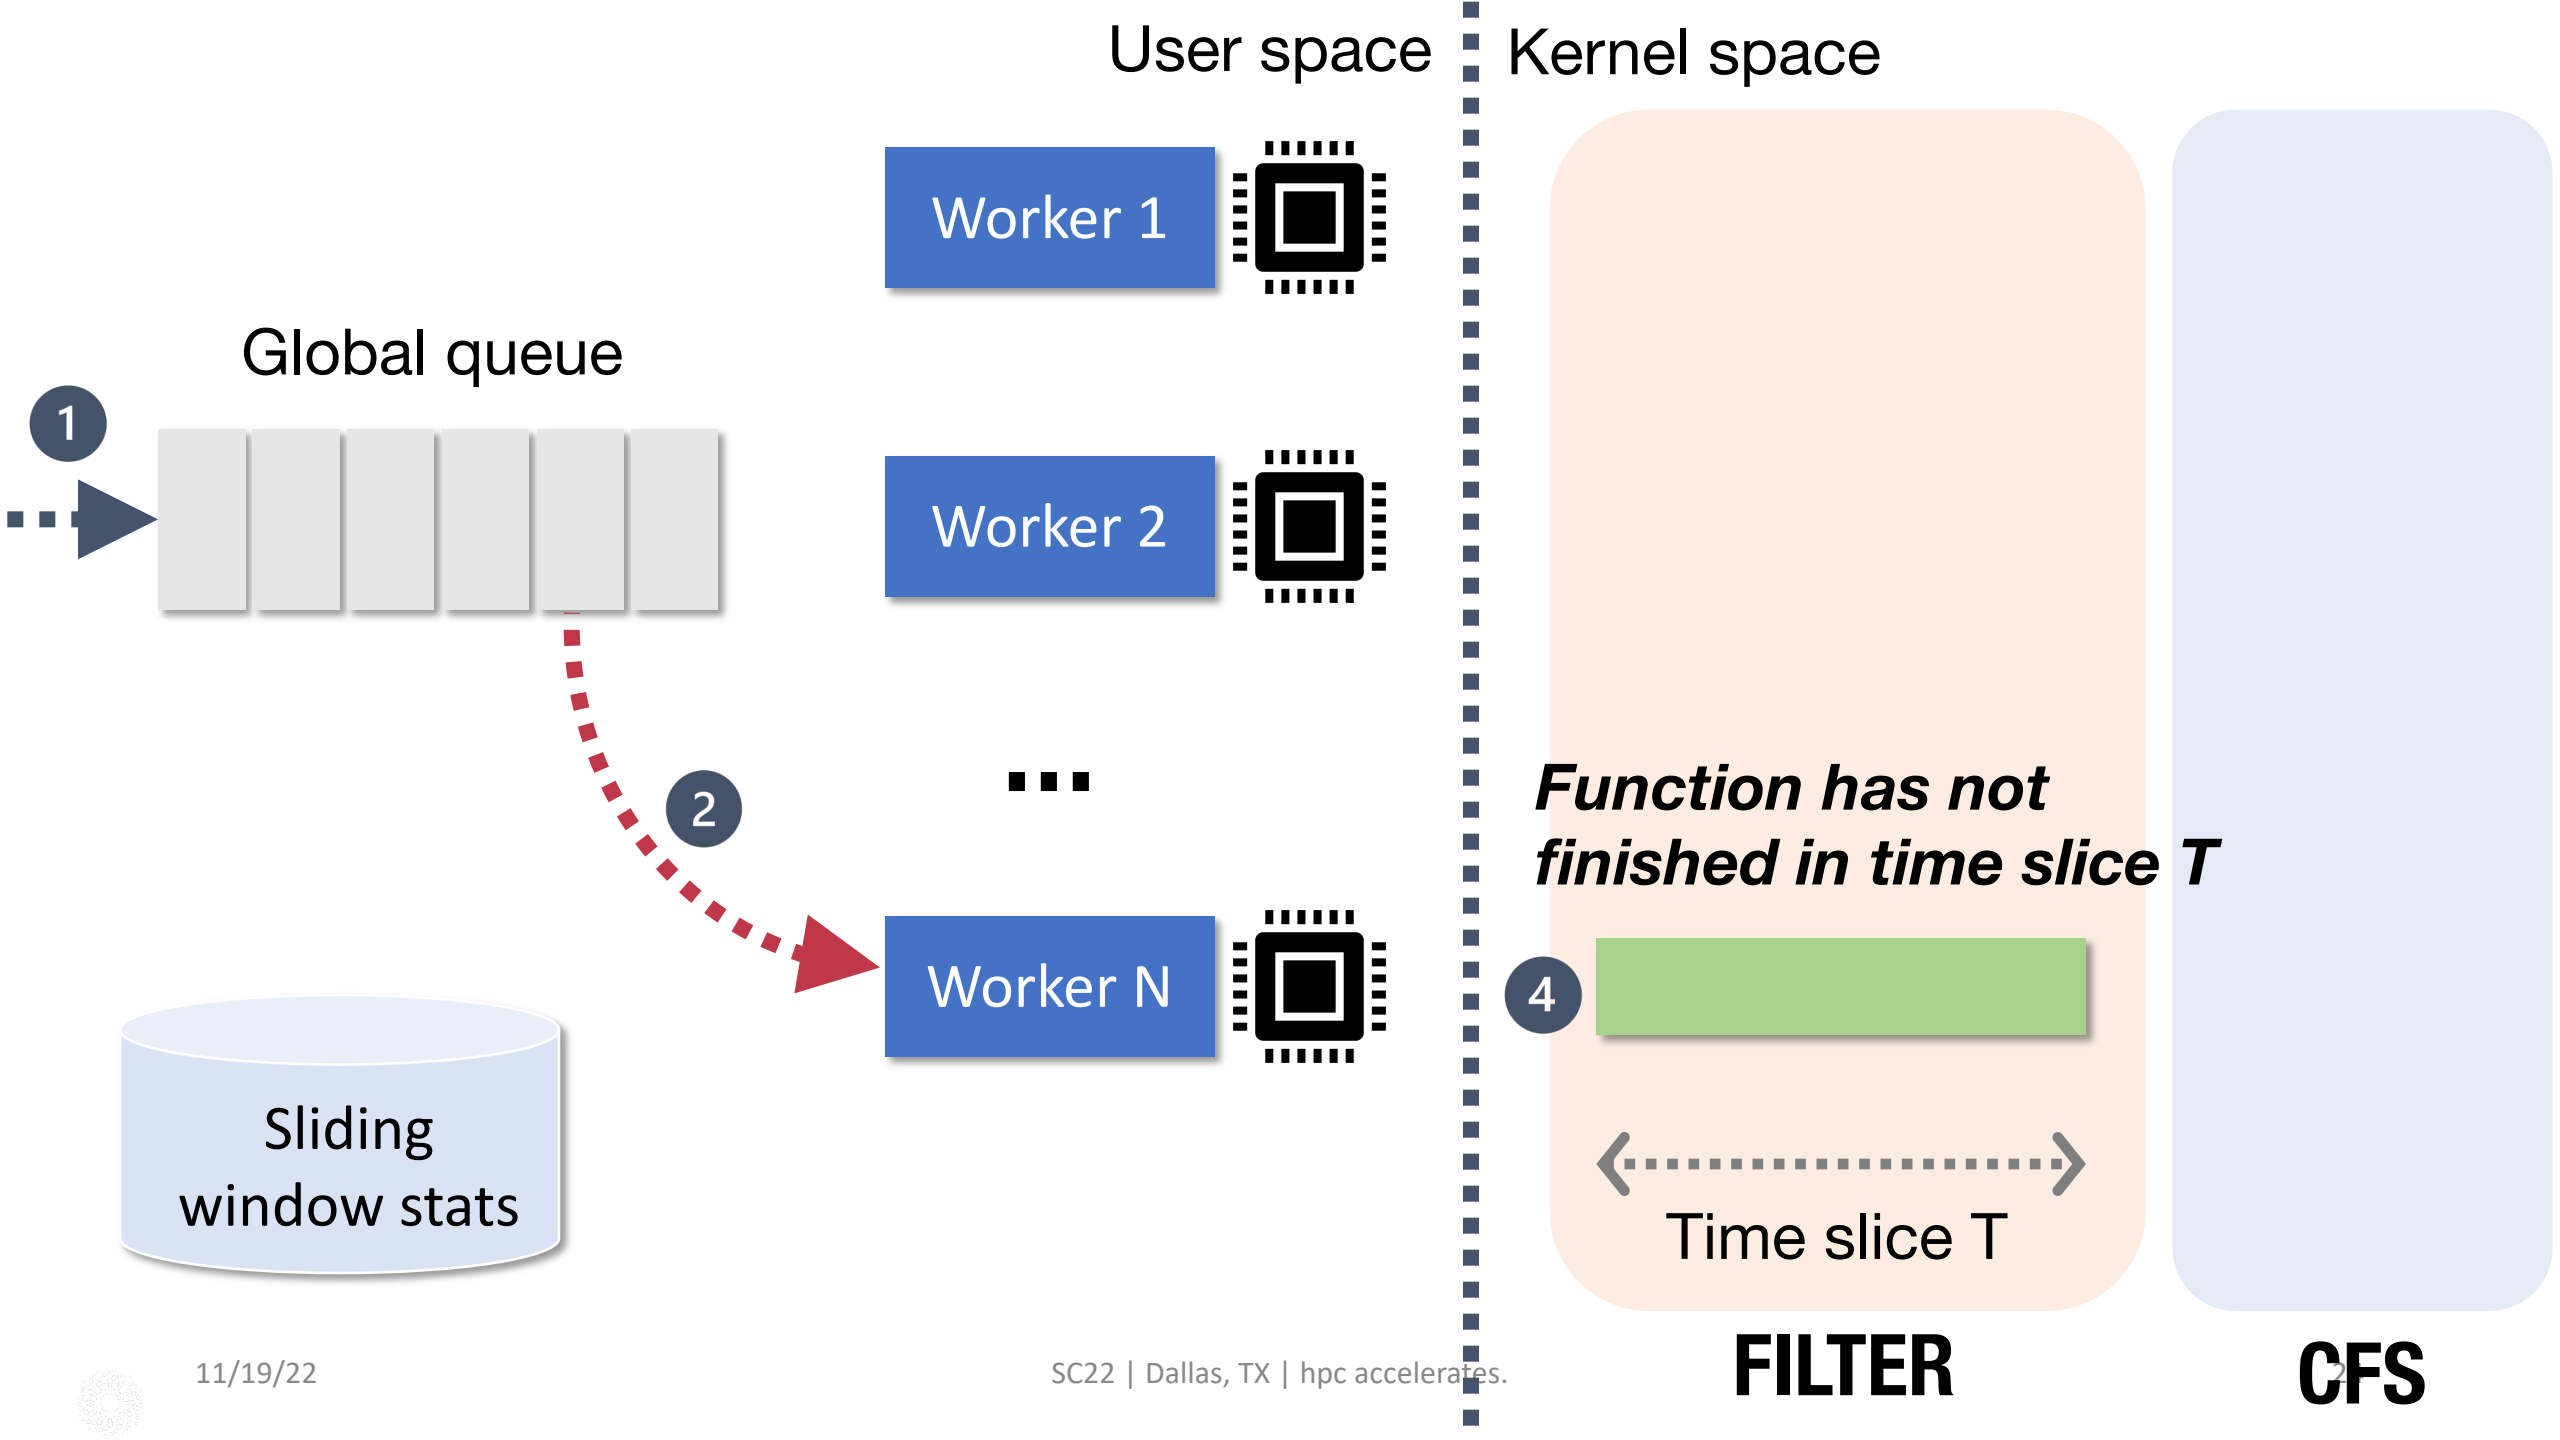 User space
Kernel space
Worker 1
Global queue
1
Worker 2
...
2
Function has not
finished in time slice T
Worker N
4
Sliding
window stats
Time slice T
FILTER
CFS
11/19/22
SC22 | Dallas, TX | hpc accelerates.